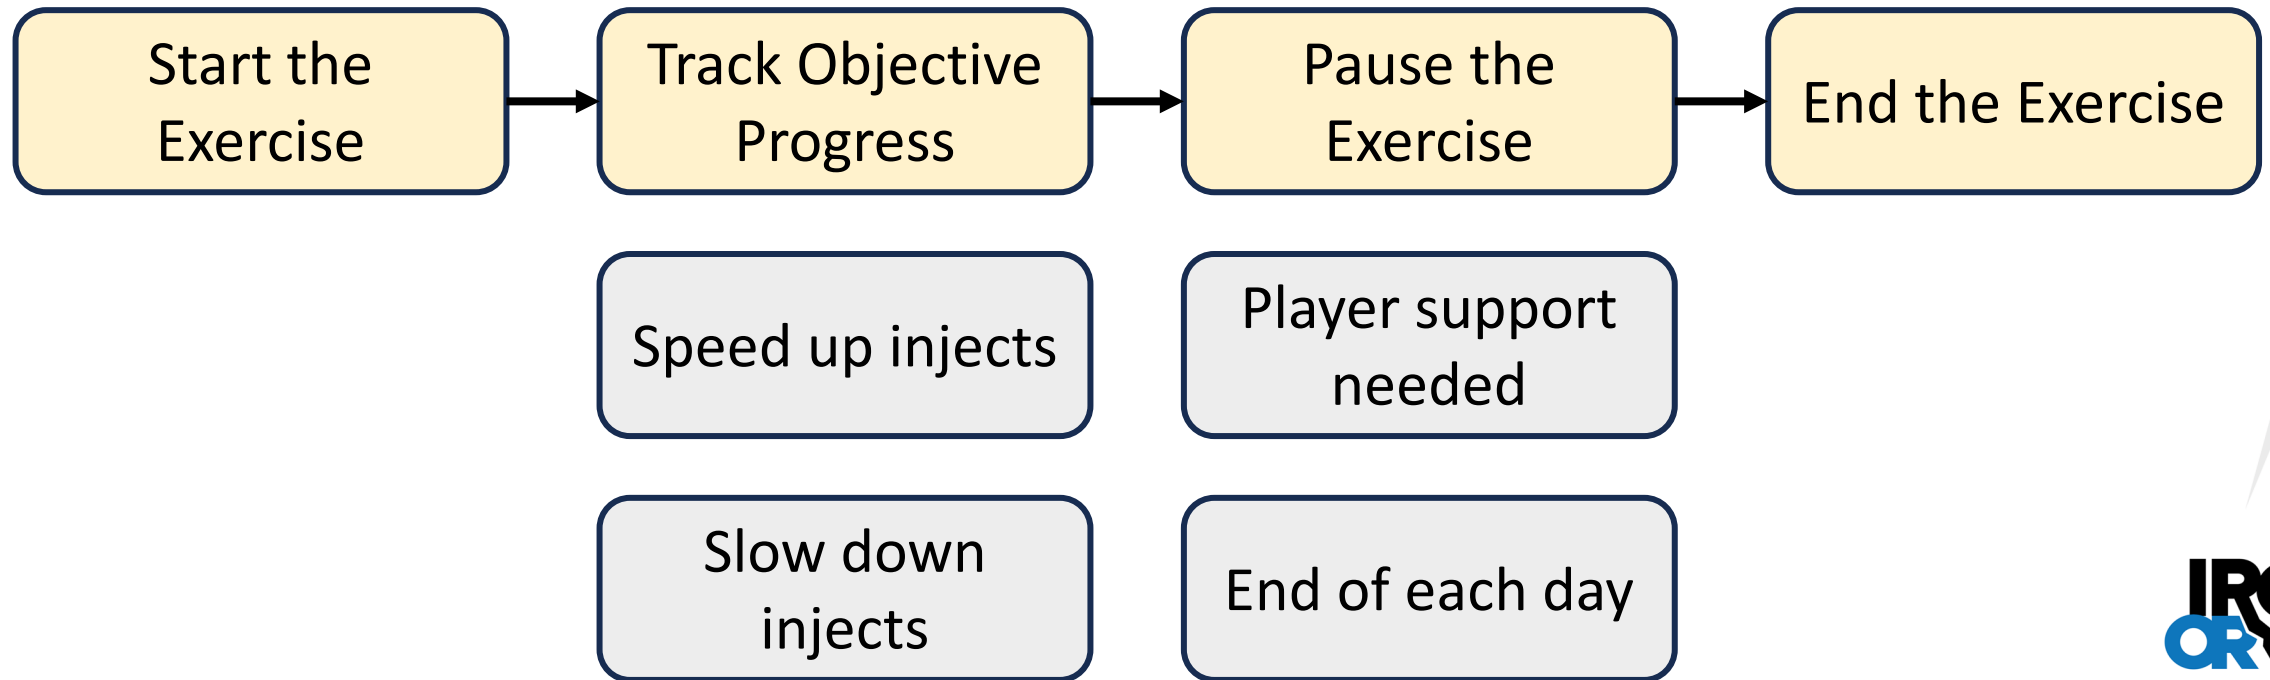 Start the
Exercise
Track Objective
Progress
Pause the
Exercise
End the Exercise
Speed up injects
Player support
needed
Slow down
injects
End of each day
OR